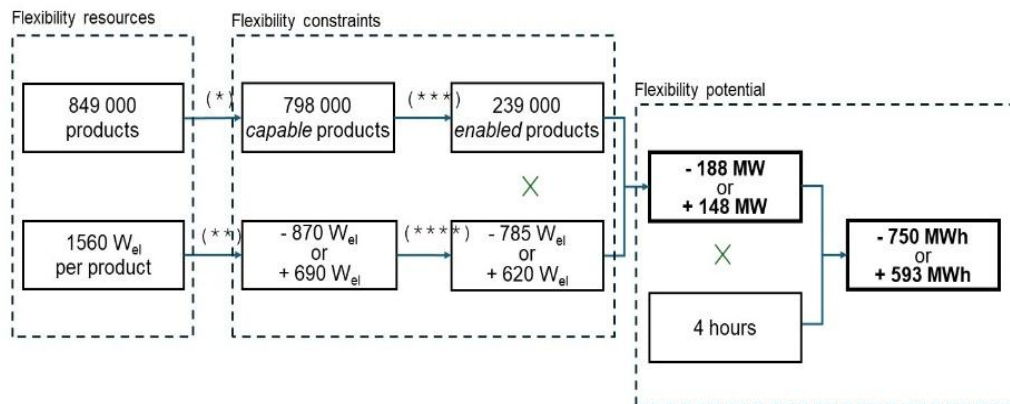 Flexibility resources
Flexibility constraints
849 000
products
(*)
798 000
capable products
(***)
239 000
enabled products
Flexibility potential
X
- 188 MW
or
+ 148 MW
1560 Wel
per product
(**)
- 870 Wel
or
+ 690 Wel
(****)
- 785 Wel
or
+ 620 Wel
X
- 750 MWh
or
+ 593 MWh
4 hours